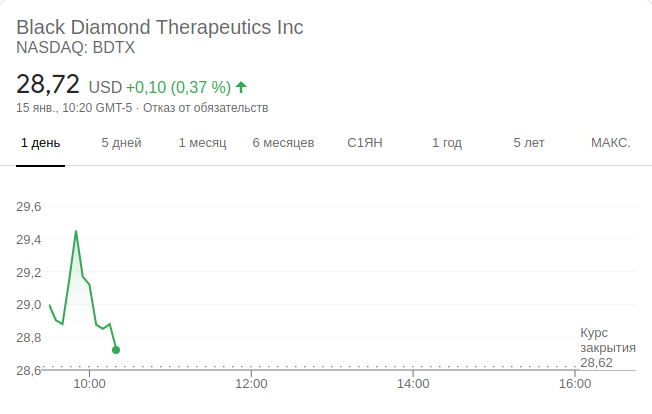 Black Diamond Therapeutics Inc
NASDAQ: BDTX
28,72 USD +0,10 (0,37 %)
15 янв., 10:20 GMT-5 · Отказ от обязательств
1 день 5 дней 1 месяц 6 месяцев С1ЯН 1 год 5 лет МАКС.
29,6
29,4
29,2
29,0
28,8
28,6
Курс
закрытия
28,62
10:00 12:00 14:00 16:00